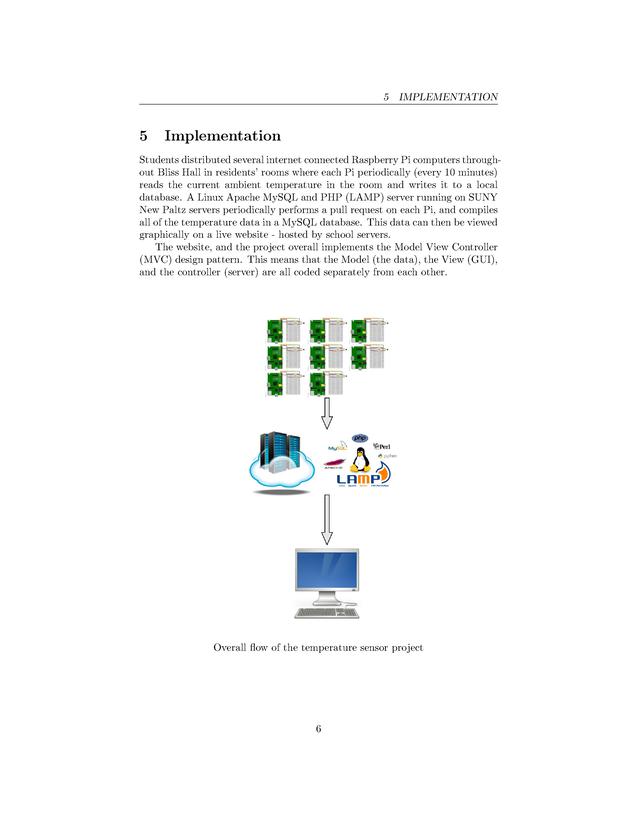 5 IMPLEMENTATION
5 Implementation
Students distributed several internet connected Raspberry Pi computers through-
out Bliss Hall in residents' rooms where each Pi periodically (every 10 minutes)
reads the current ambient temperature in the room and writes it to a local
database. A Linux Apache MySQL and PHP (LAMP) server running on SUNY
New Paltz servers periodically performs a pull request on each Pi, and compiles
all of the temperature data in a MySQL database. This data can then be viewed
graphically on a live website - hosted by school servers.
The website, and the project overall implements the Model View Controller
(MVC) design pattern. This means that the Model (the data), the View (GUI),
and the controller (server) are all coded separately from each other.
php
MySQL
Perl
python
LAMP
Overall flow of the temperature sensor project
6